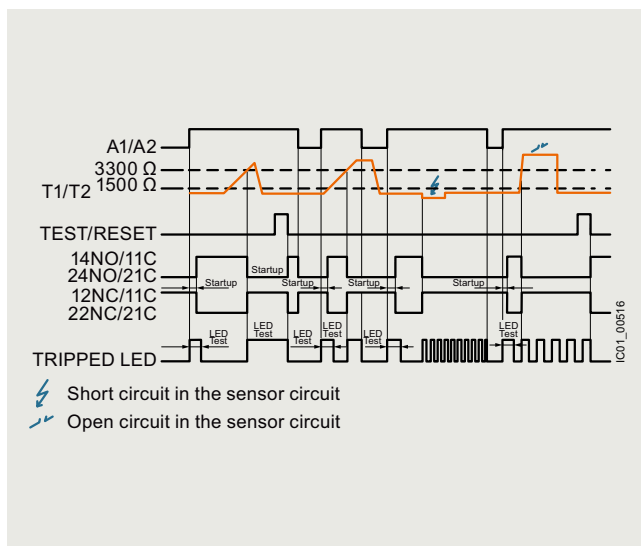 A1/A2
3300 Ω
T1/T2 1500 Ω
TEST/RESET
14NO/11C
24NO/21C
12NC/11C
22NC/21C
Startup
Startup
Startup
Startup
Startup
Startup
TRIPPED LED
LED Test
LED Test
LED Test
LED Test
LED Test
LED Test
IC01_00516
Short circuit in the sensor circuit
Open circuit in the sensor circuit